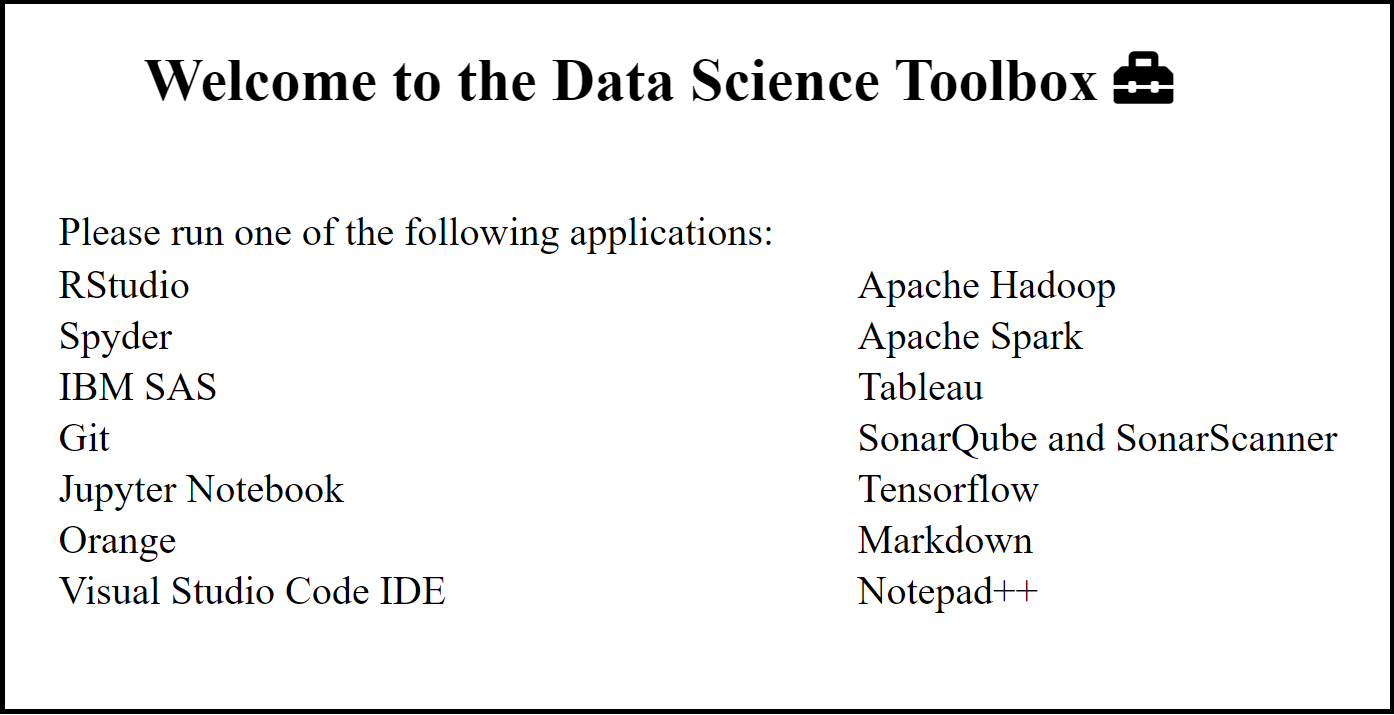 Welcome to the Data Science Toolbox
Please run one of the following applications:
RStudio
Spyder
IBM SAS
Git
Jupyter Notebook
Orange
Visual Studio Code IDE
Apache Hadoop
Apache Spark
Tableau
SonarQube and SonarScanner
Tensorflow
Markdown
Notepad++